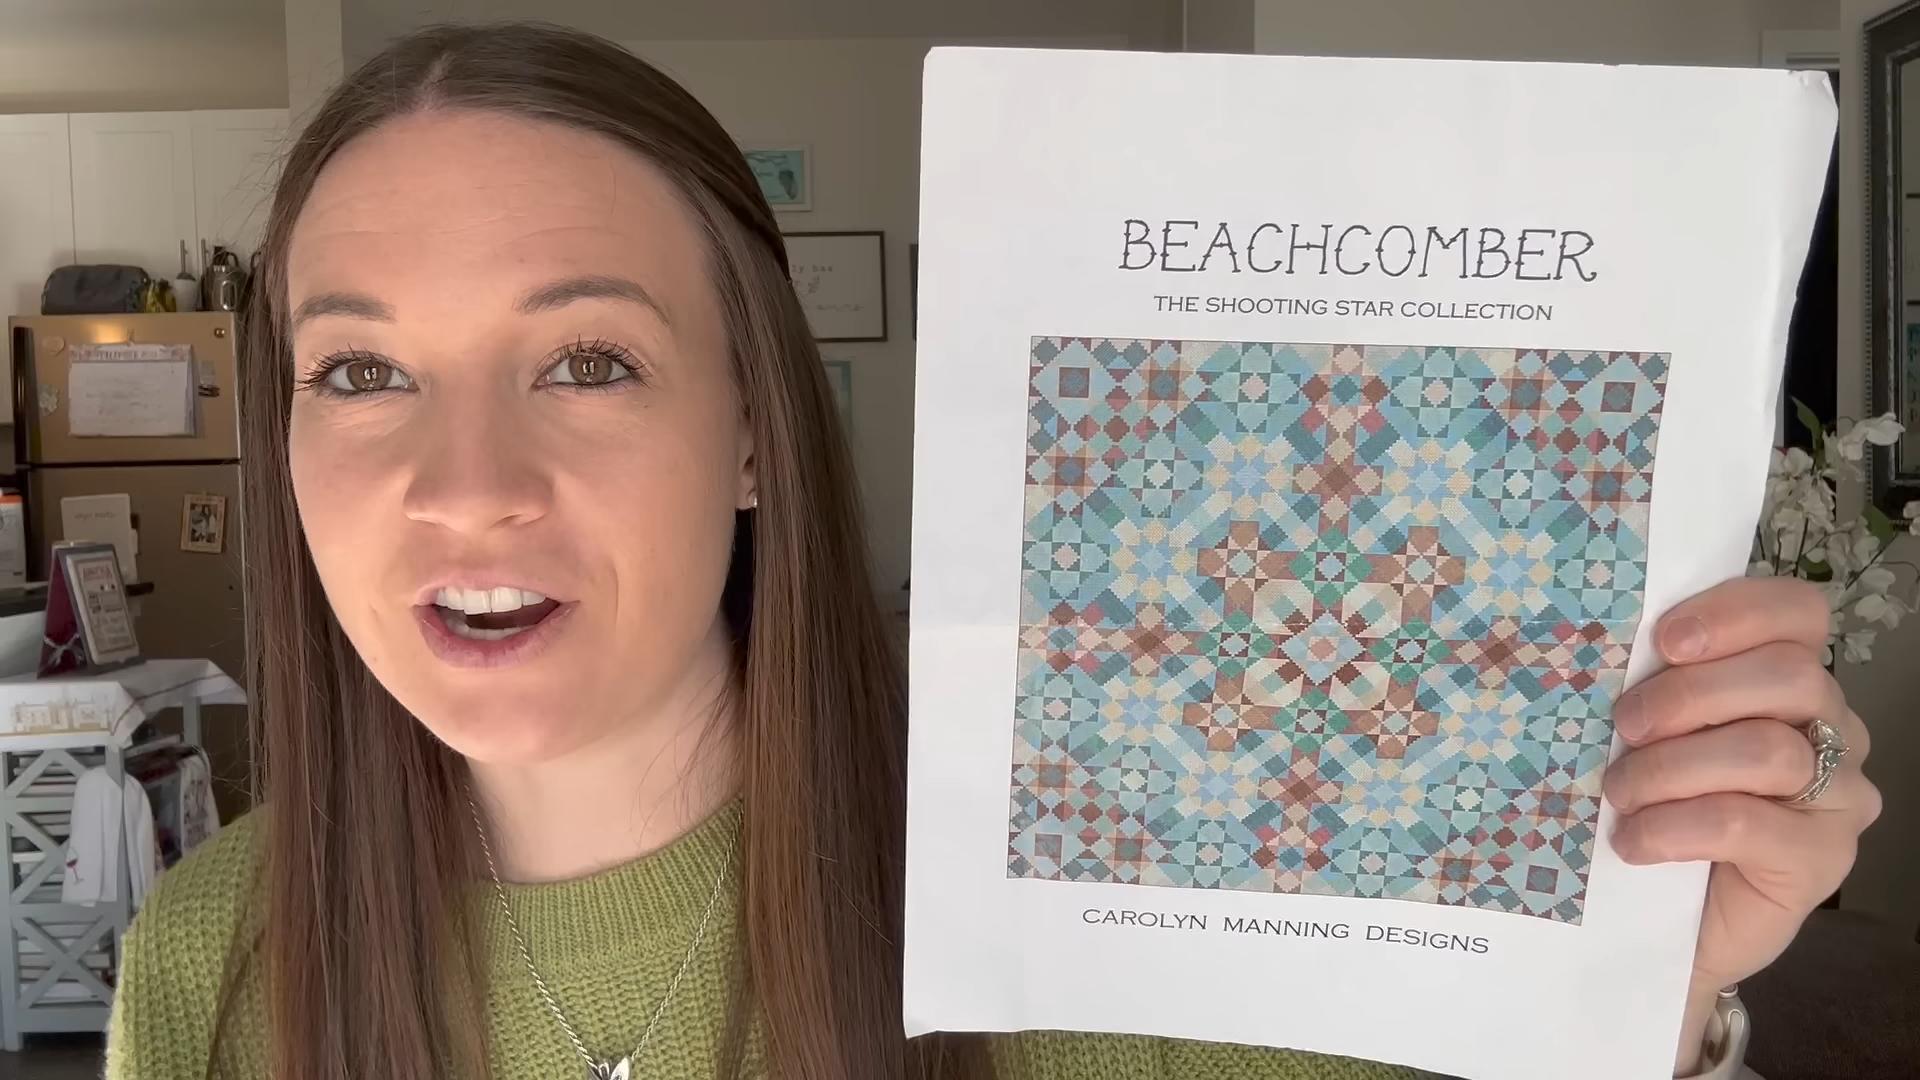 BEACHCOMBER
THE SHOOTING STAR COLLECTION
CAROLYN MANNING DESIGNS